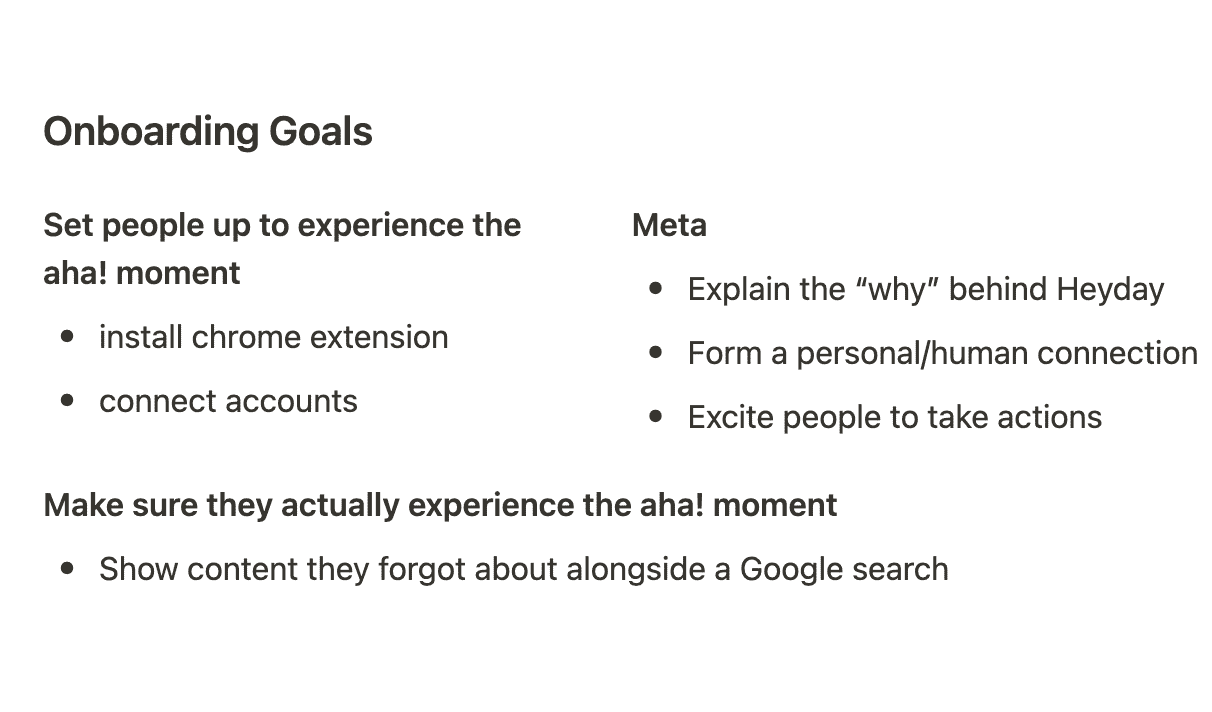 Onboarding Goals
Set people up to experience the
aha! moment
• install chrome extension
• connect accounts
Meta
• Explain the “why” behind Heyday
• Form a personal/human connection
• Excite people to take actions
Make sure they actually experience the aha! moment
• Show content they forgot about alongside a Google search